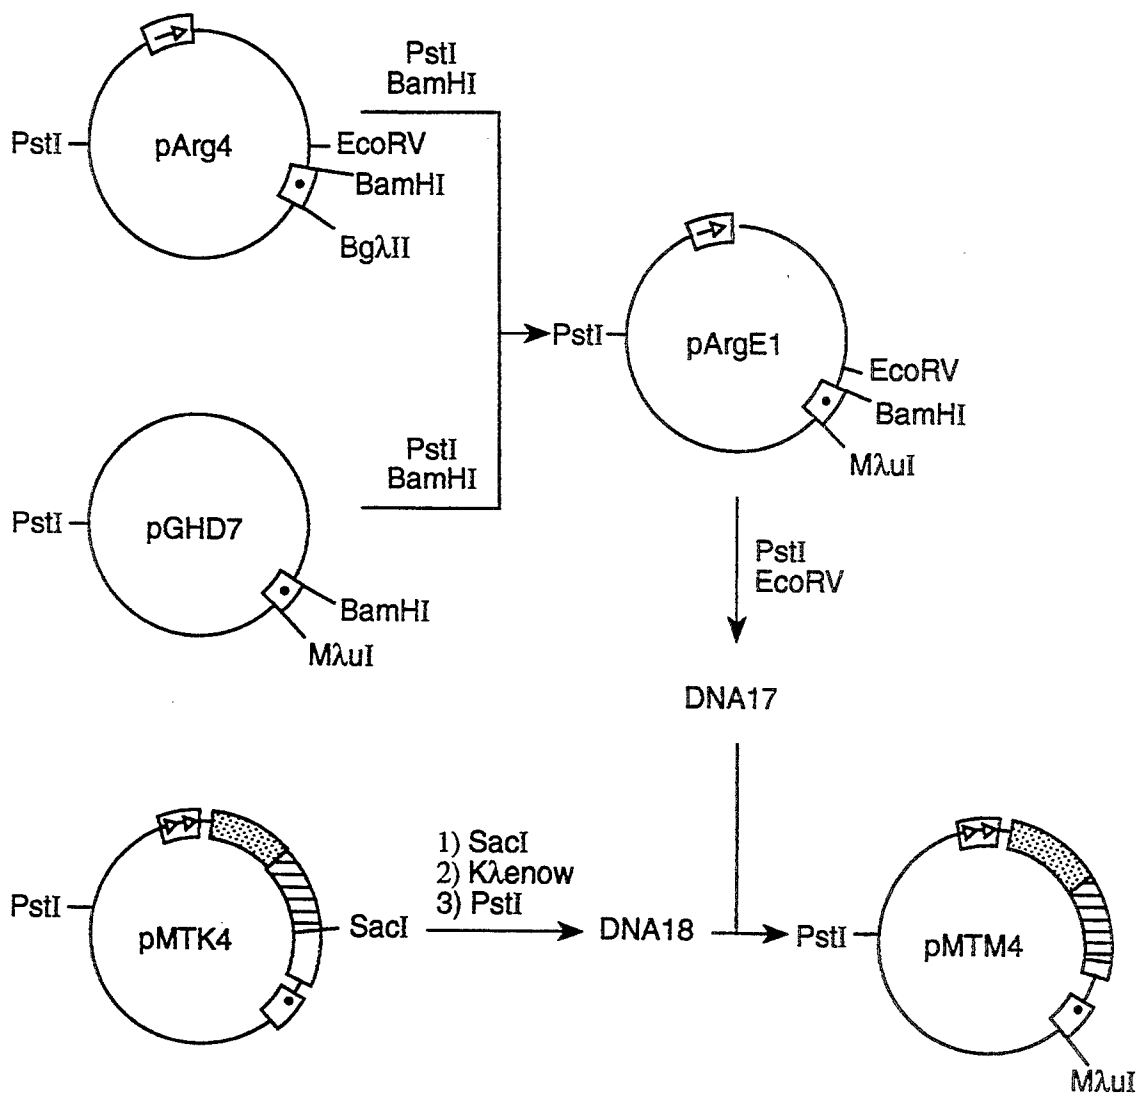 PstI
BamHI
PstI
pArg4
EcoRV
BamHI
BgλII
PstI
pArgE1
EcoRV
BamHI
MλuI
PstI
BamHI
PstI
pGHD7
BamHI
MλuI
PstI
EcoRV
DNA17
PstI
pMTK4
SacI
1) SacI
2) Kλenow
3) PstI
DNA18
PstI
pMTM4
MλuI